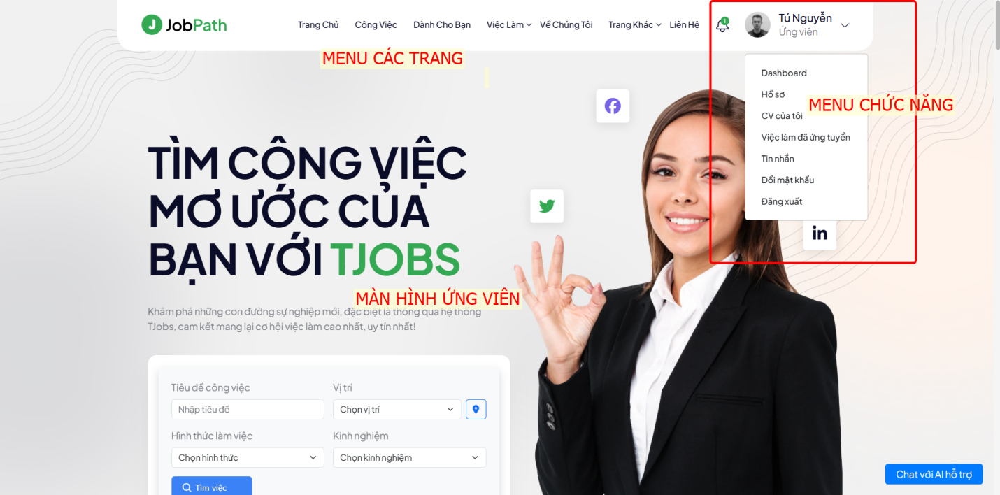 J JobPath
Trang Chủ Công Việc Dành Cho Bạn Việc Làm Về Chúng Tôi Trang Khác Liên Hệ
1
Tú Nguyễn
Ứng viên
MENU CÁC TRANG
Dashboard
Hồ sơ
MENU CHỨC NĂNG
CV của tôi
Việc làm đã ứng tuyển
Tin nhắn
Đổi mật khẩu
Đăng xuất
in
TÌM CÔNG VIỆC
MƠ ƯỚC CỦA
BẠN VỚI TJOBS
MÀN HÌNH ỨNG VIÊN
Khám phá những con đường sự nghiệp mới, đặc biệt là thông qua hệ thống
TJobs, cam kết mang lại cơ hội việc làm cao nhất, uy tín nhất!
Tiêu đề công việc Vị trí
Nhập tiêu đề Chọn vị trí
Hình thức làm việc Kinh nghiệm
Chọn hình thức Chọn kinh nghiệm
Tìm việc
Chat với AI hỗ trợ